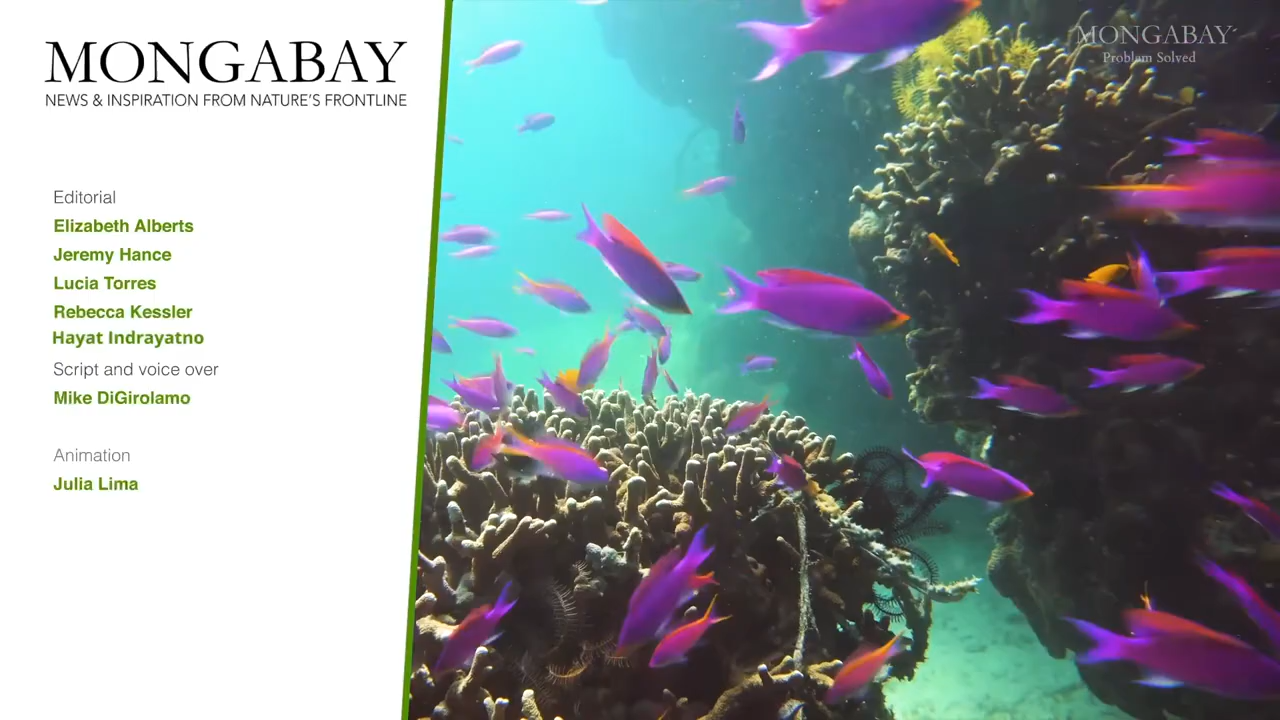 MONGABAY
NEWS & INSPIRATION FROM NATURE'S FRONTLINE
Editorial
Elizabeth Alberts
Jeremy Hance
Lucia Torres
Rebecca Kessler
Hayat Indrayatno
Script and voice over
Mike DiGirolamo
Animation
Julia Lima
MONGABAY
Problem Solved